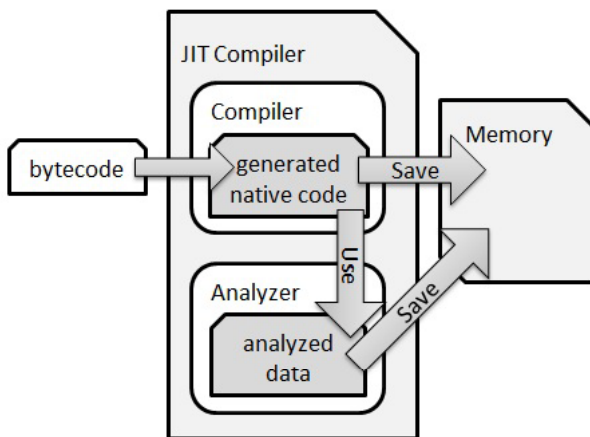 JIT Compiler
Compiler
bytecode
generated
native code
Save
Memory
Use
Analyzer
analyzed
data
Save